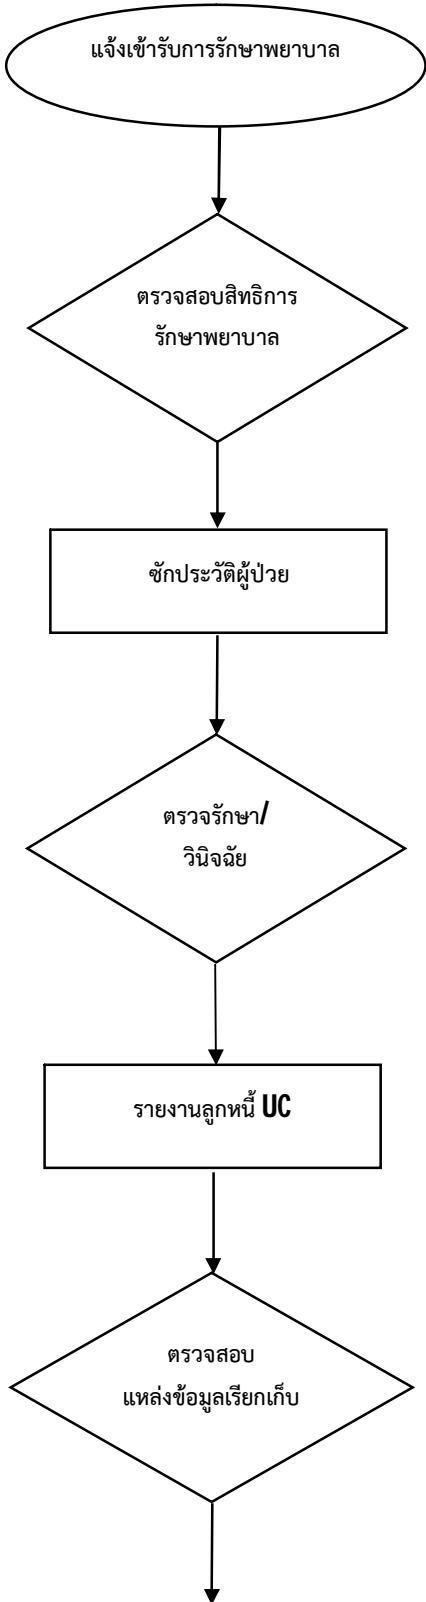 แจ้งเข้ารับการรักษาพยาบาล
ตรวจสอบสิทธิการ
รักษาพยาบาล
ซักประวัติผู้ป่วย
ตรวจรักษา/
วินิจฉัย
รายงานลูกหนี้ UC
ตรวจสอบ
แหล่งข้อมูลเรียกเก็บ